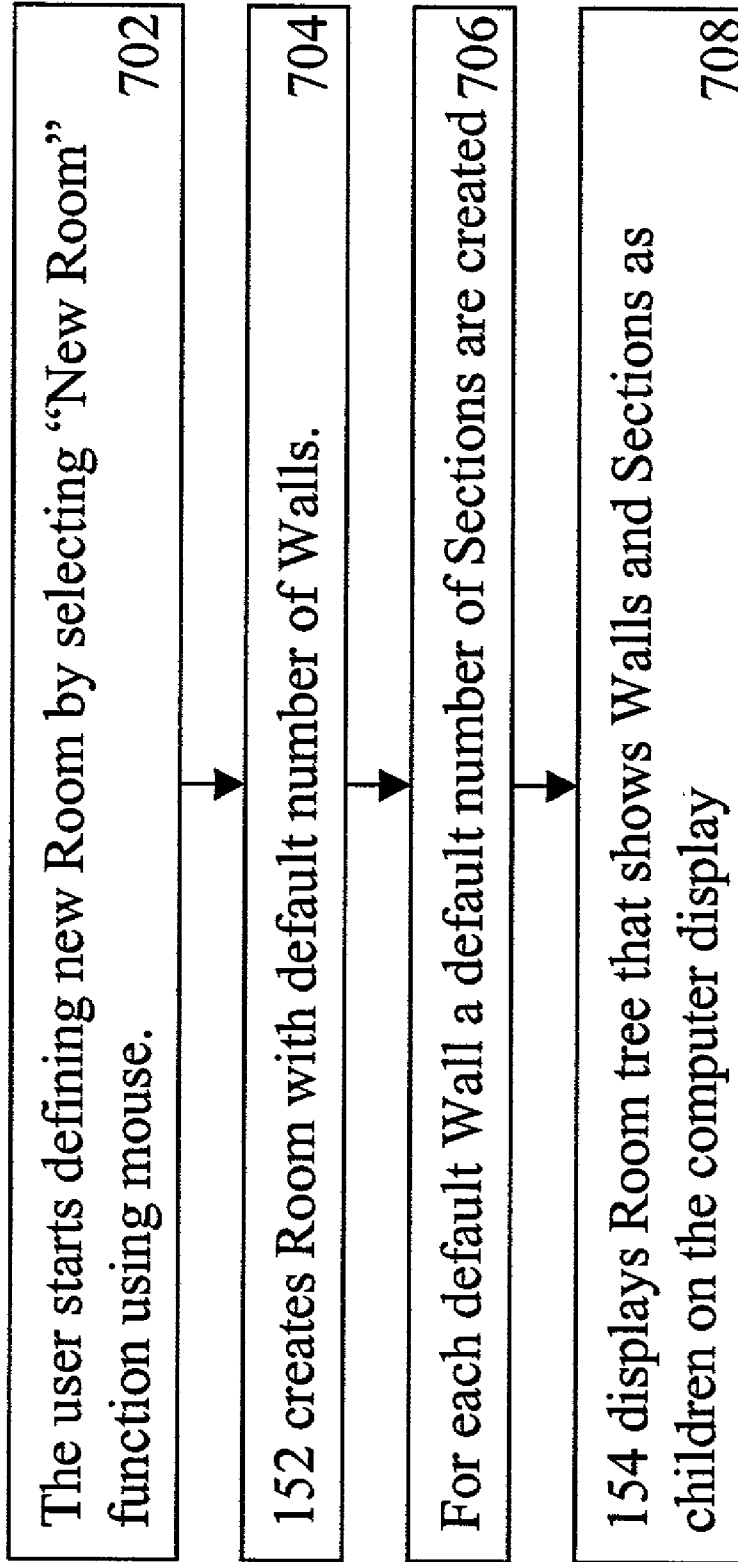 The user starts defining new Room by selecting “New Room”
function using mouse. 702
152 creates Room with default number of Walls. 704
For each default Wall a default number of Sections are created 706
154 displays Room tree that shows Walls and Sections as
children on the computer display 708